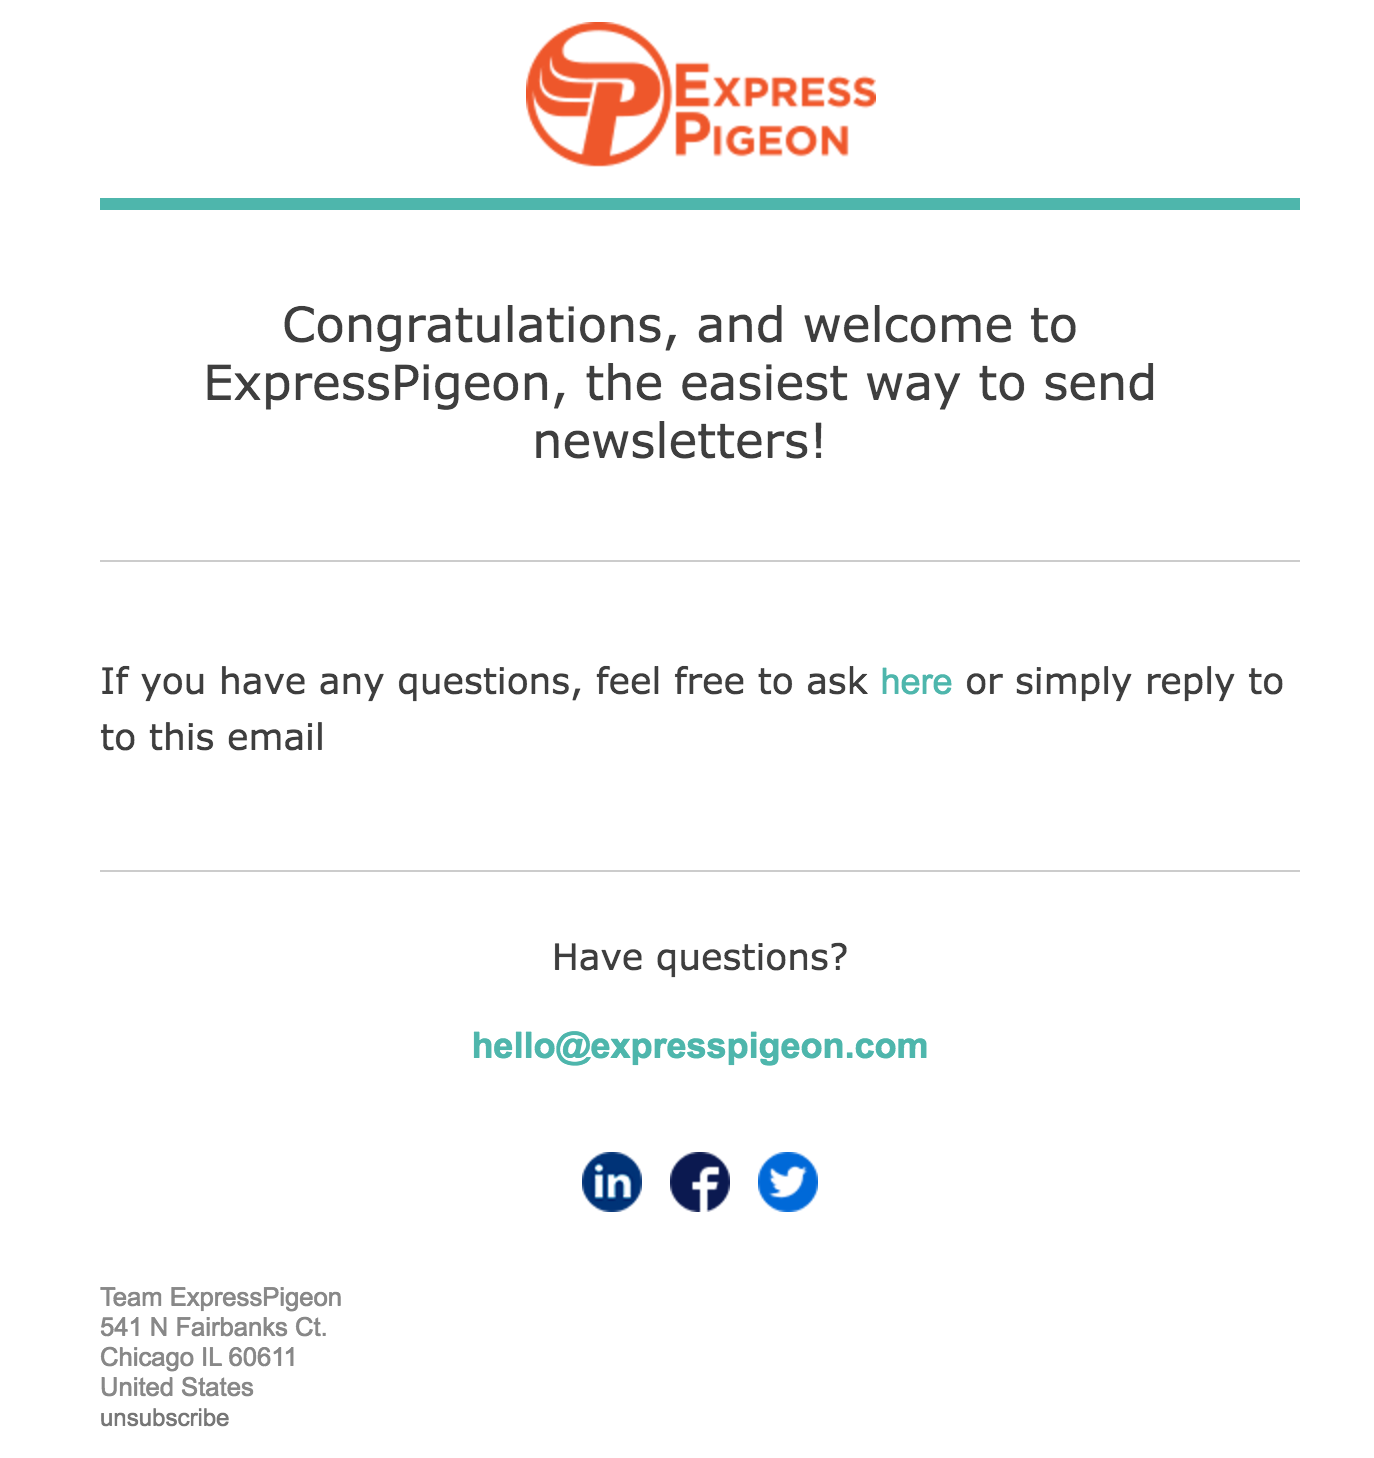 EXPRESS
PIGEON
Congratulations, and welcome to
ExpressPigeon, the easiest way to send
newsletters!
If you have any questions, feel free to ask here or simply reply to
to this email
Have questions?
hello@expresspigeon.com
in f
Team ExpressPigeon
541 N Fairbanks Ct.
Chicago IL 60611
United States
unsubscribe